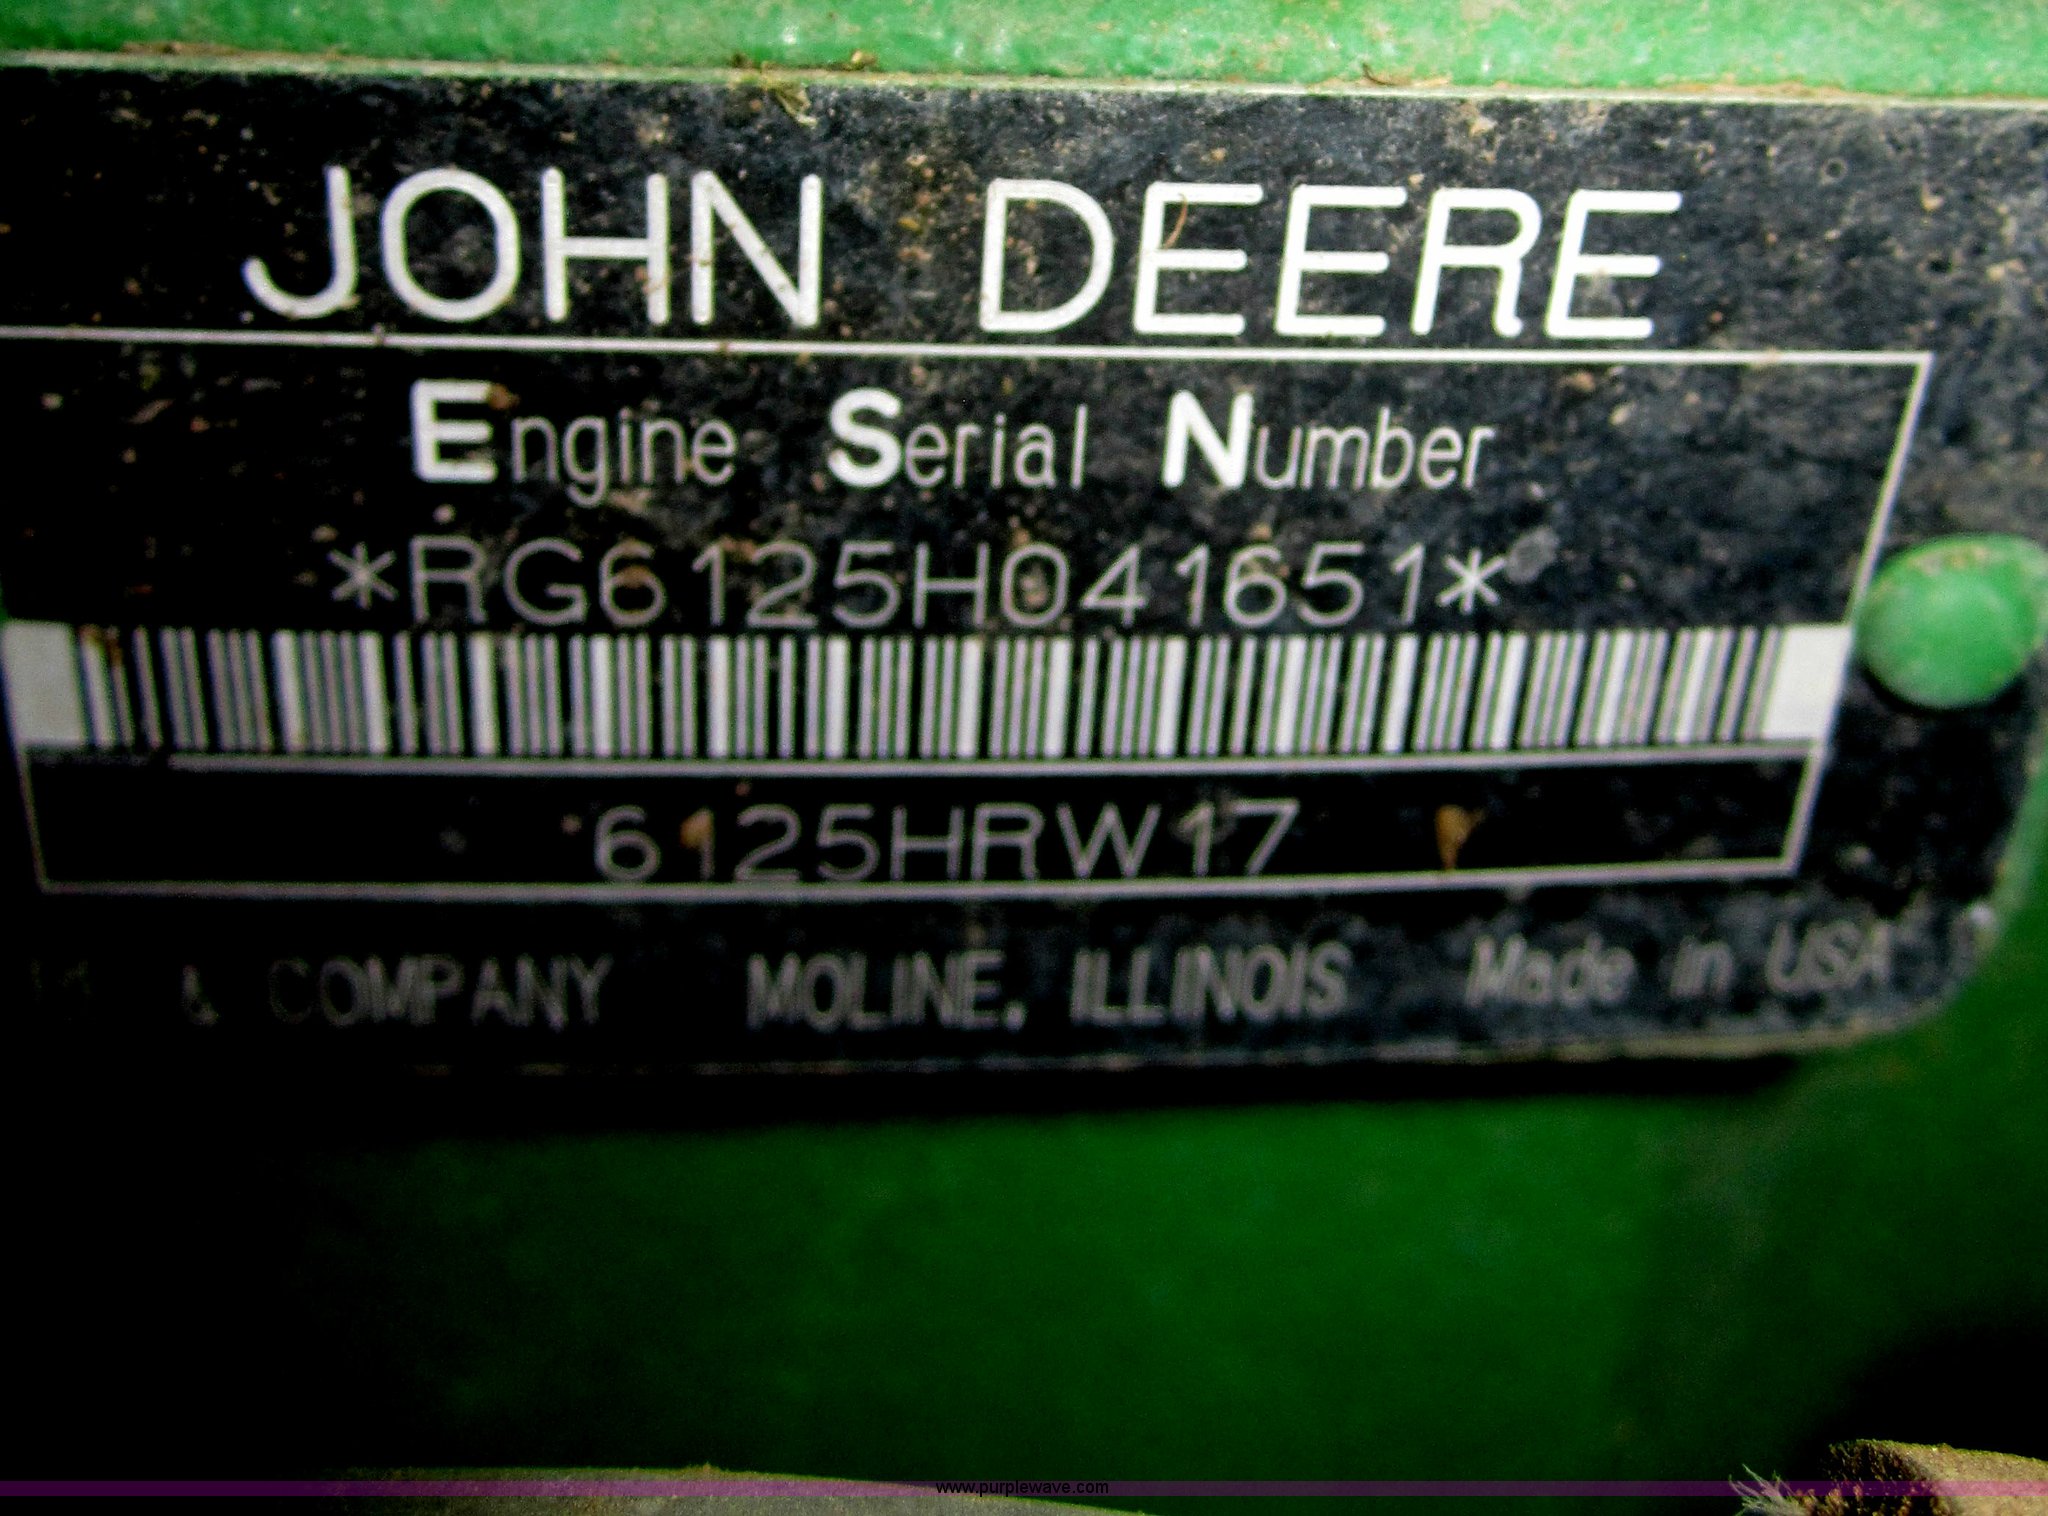 JOHN DEERE
Engine Serial Number
*RG6125H041651*
6125HRW17
& COMPANY MOLINE, ILLINOIS Made in USA
www.purplewave.com